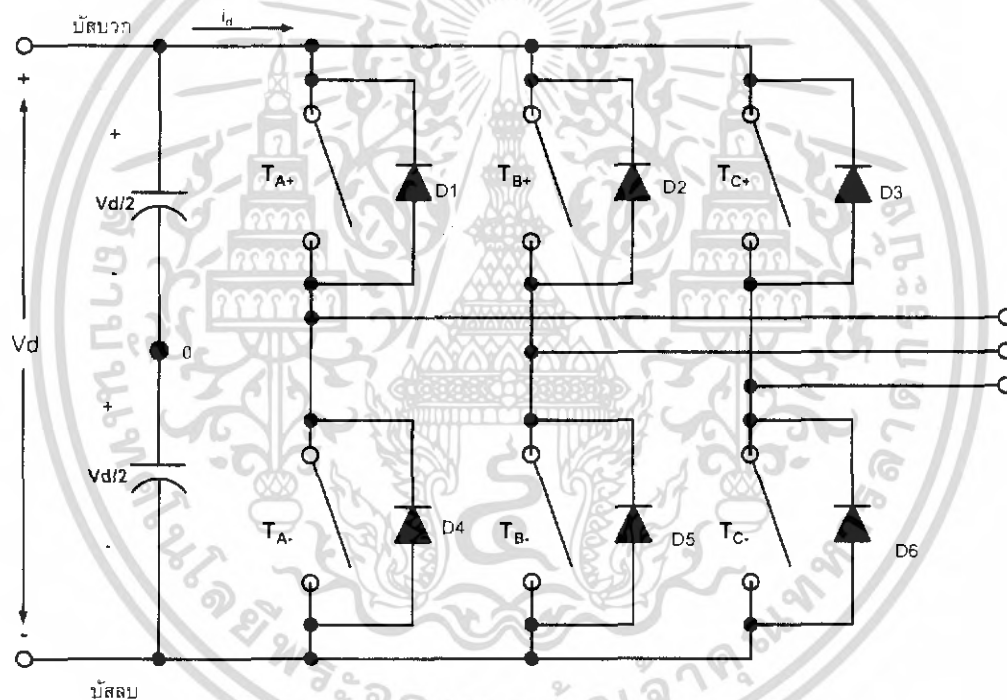 บัสบวก
i_d
+
+
T_A+
D1
T_B+
D2
T_C+
D3
Vd/2
-
Vd
0
+
Vd/2
T_A-
D4
T_B-
D5
T_C-
D6
-
-
บัสลบ